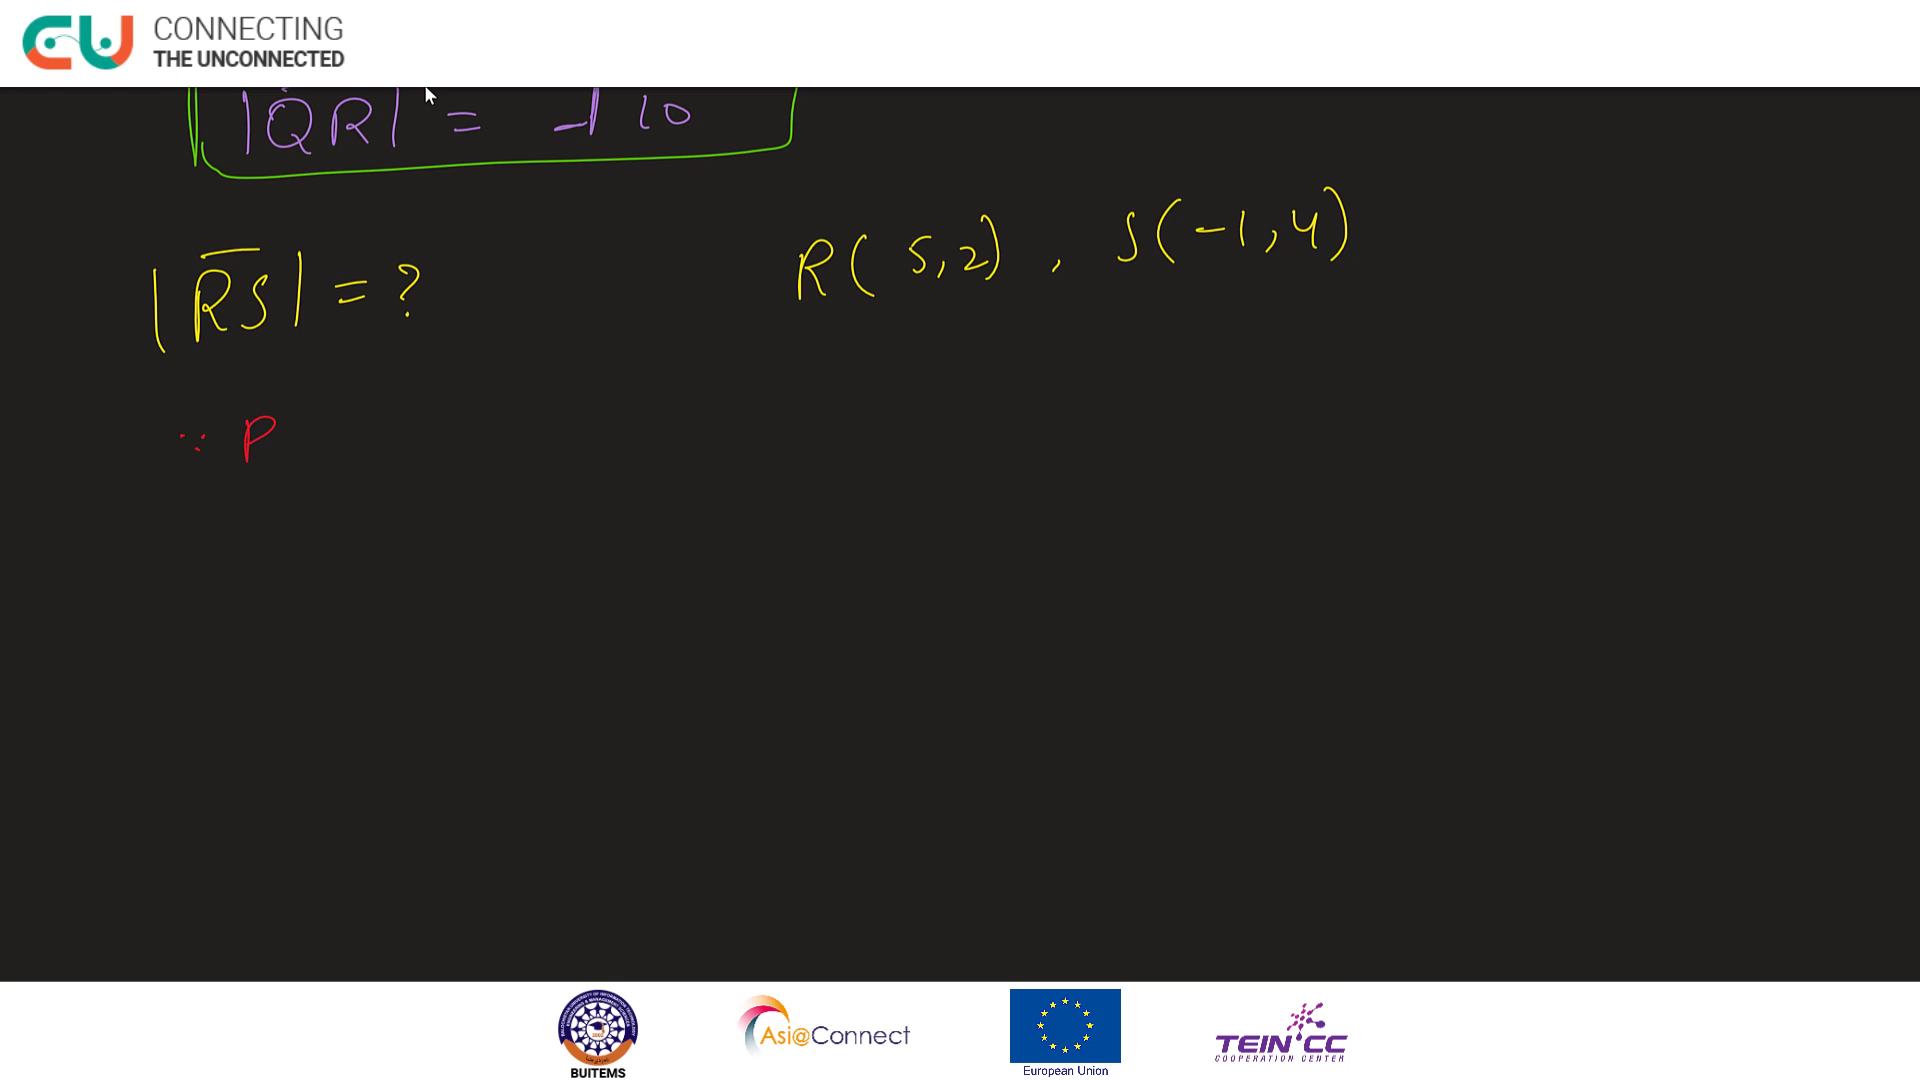 CONNECTING
THE UNCONNECTED
|QR| = √10
|RS| = ?
R(5,2), S(-1,4)
∵ P
BUITEMS
Asi@Connect
European Union
TEIN*CC
COOPERATION CENTER